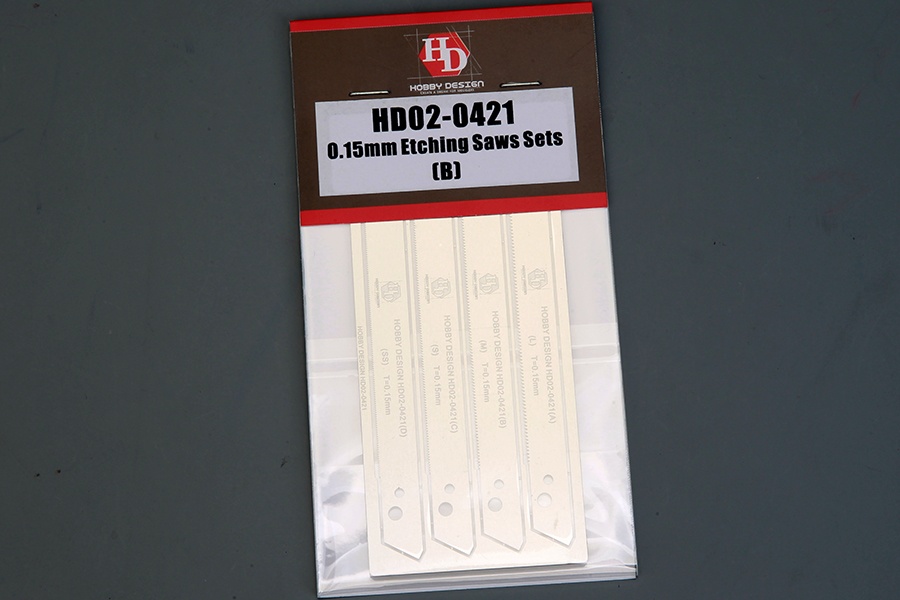 HD
HOBBY DESIGN
HD02-0421
0.15mm Etching Saws Sets
(B)
HOBBY DESIGN HD02-0421
HOBBY DESIGN HD02-0421(D)
(SS) T=0.15mm
HOBBY DESIGN HD02-0421(C)
(S) T=0.15mm
HOBBY DESIGN HD02-0421(B)
(M) T=0.15mm
HOBBY DESIGN HD02-0421(A)
(L) T=0.15mm